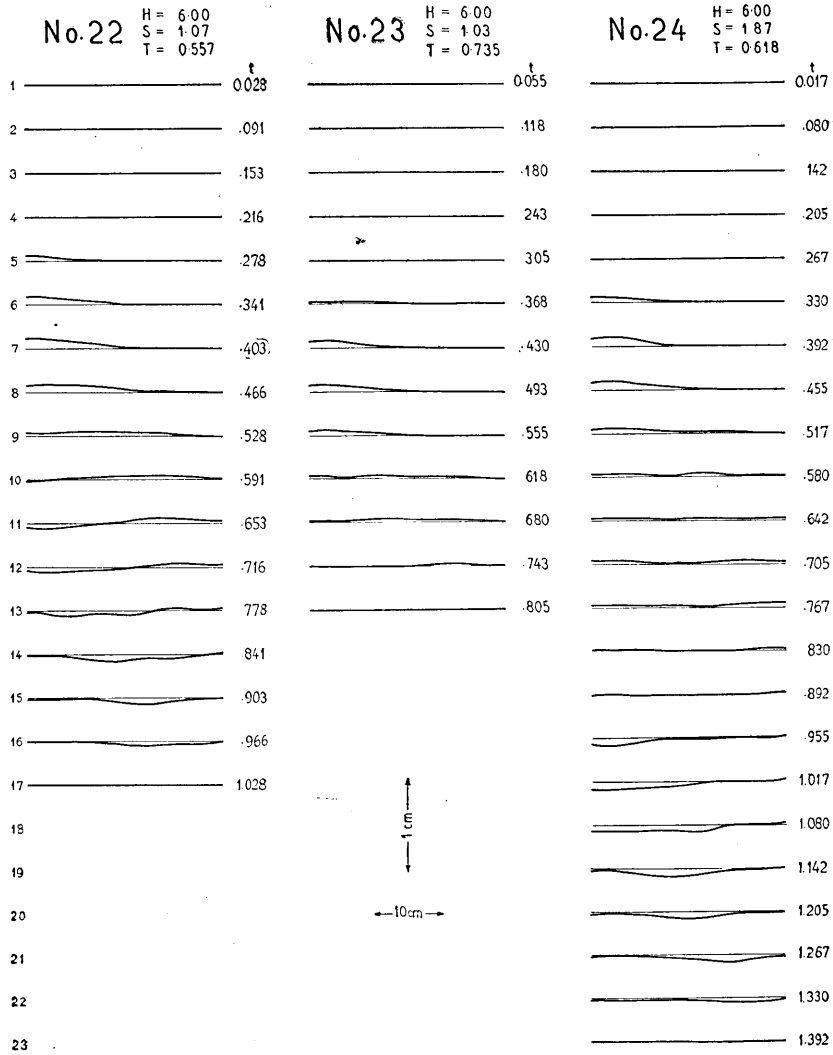 No.22 H = 6.00 S = 1.07 T = 0.557
No.23 H = 6.00 S = 1.03 T = 0.735
No.24 H = 6.00 S = 1.87 T = 0.618
t t t
1 0.028 0.055 0.017
2 .091 .118 .080
3 .153 .180 142
4 .216 243 .205
5 .278 305 .267
6 .341 .368 330
7 .403 .430 .392
8 .466 493 .455
9 .528 .555 .517
10 .591 618 .580
11 .653 680 .642
12 .716 .743 .705
13 778 .805 .767
14 .841 830
15 .903 .892
16 .966 .955
17 1.028 1.017
18 1.080
1 cm
19 1.142
20 10cm 1.205
21 1.267
22 1.330
23 1.392